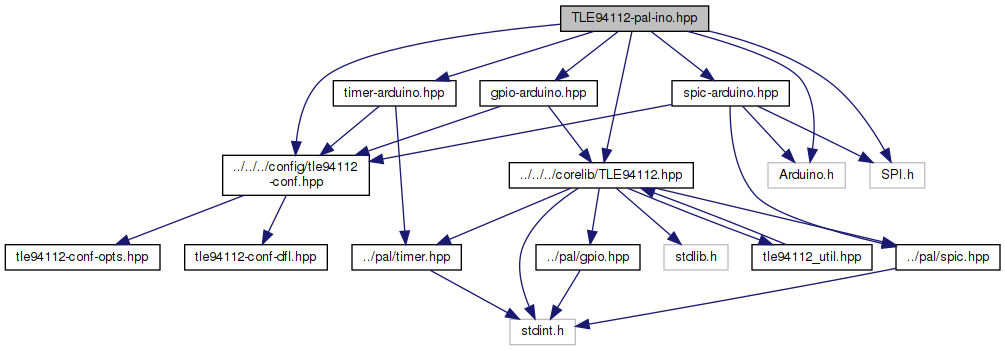 TLE94112-pal-ino.hpp
timer-arduino.hpp
gpio-arduino.hpp
spic-arduino.hpp
../../../config/tle94112
-conf.hpp
../../../corelib/TLE94112.hpp
Arduino.h
SPI.h
tle94112-conf-opts.hpp
tle94112-conf-dfl.hpp
../pal/timer.hpp
../pal/gpio.hpp
stdlib.h
tle94112_util.hpp
../pal/spic.hpp
stdint.h